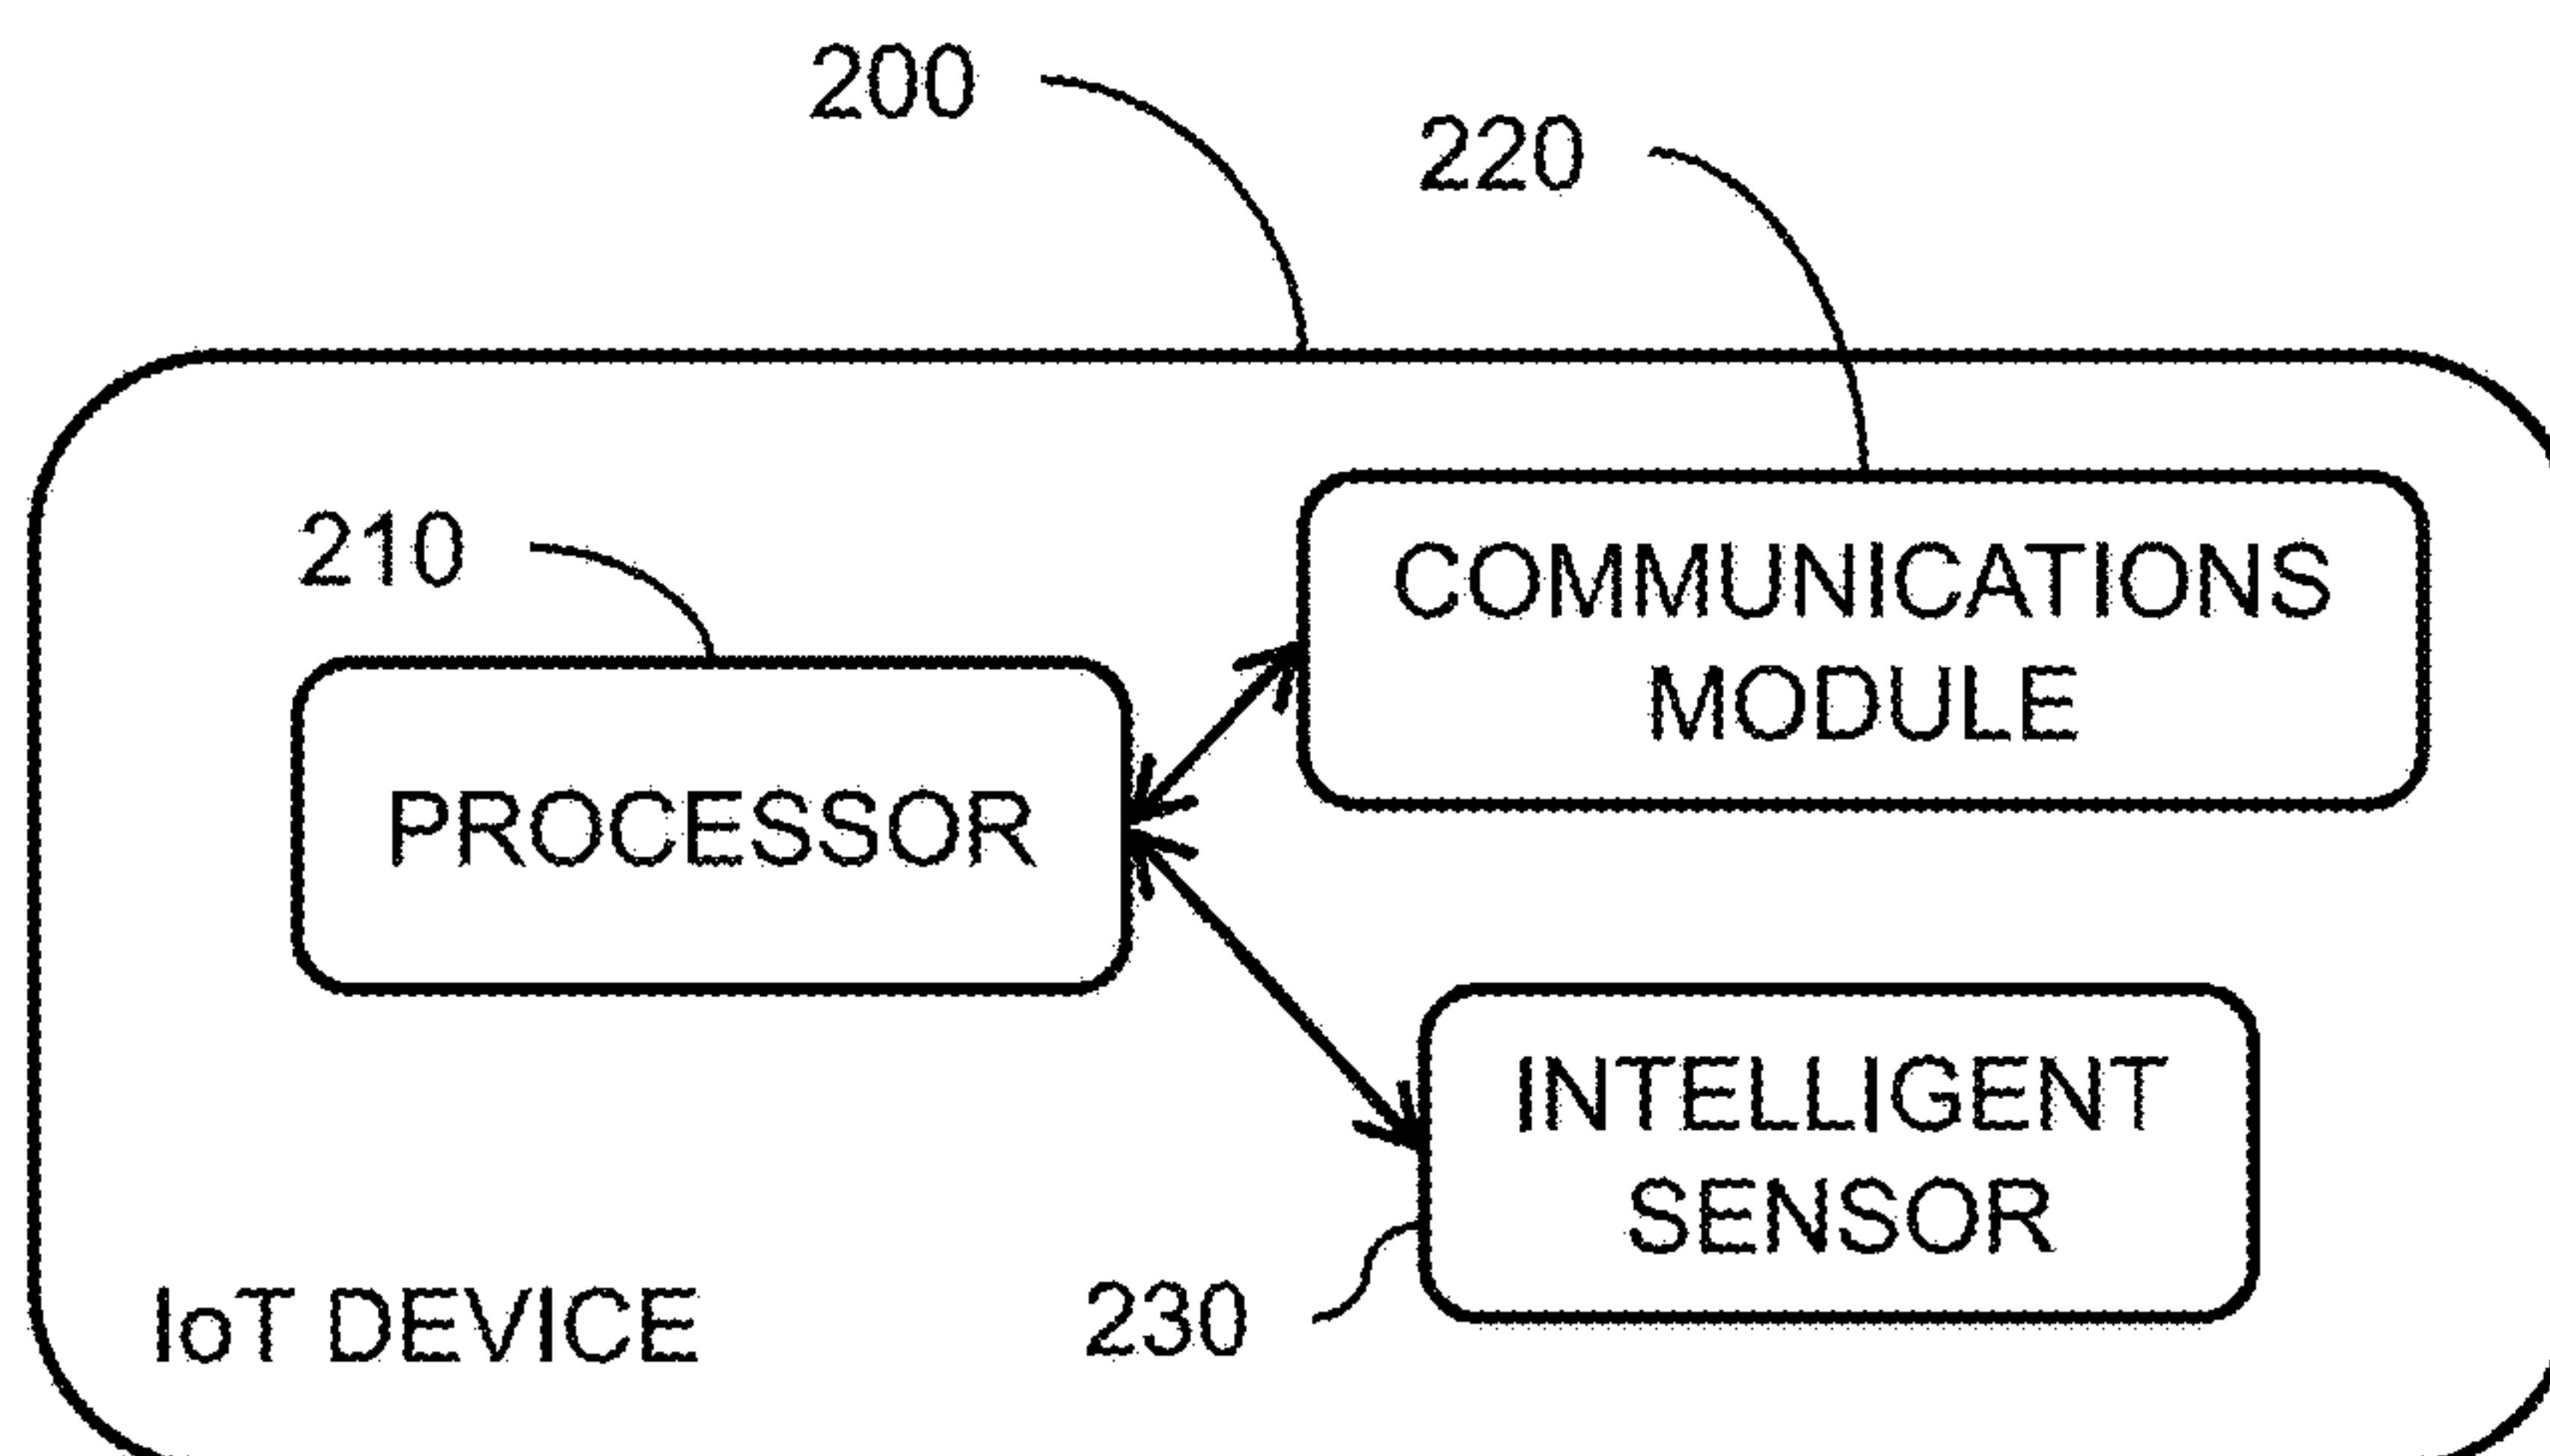 200
220
210
COMMUNICATIONS
MODULE
PROCESSOR
INTELLIGENT
SENSOR
230
IoT DEVICE